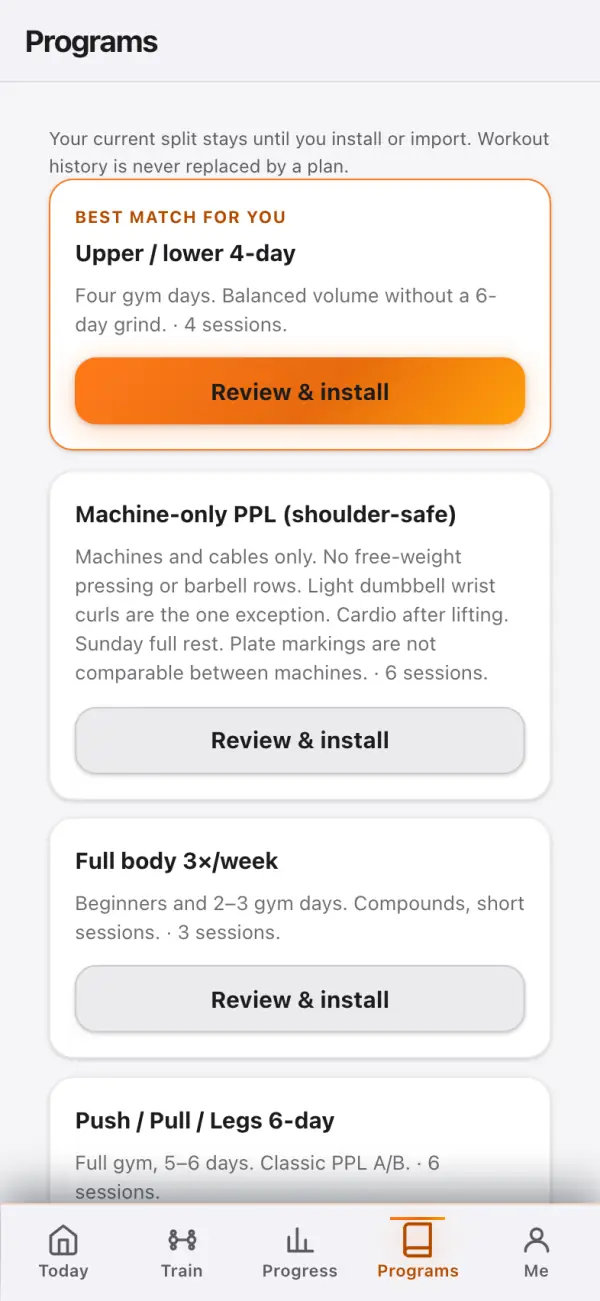 Programs
Your current split stays until you install or import. Workout
history is never replaced by a plan.
BEST MATCH FOR YOU
Upper / lower 4-day
Four gym days. Balanced volume without a 6-
day grind. · 4 sessions.
Review & install
Machine-only PPL (shoulder-safe)
Machines and cables only. No free-weight
pressing or barbell rows. Light dumbbell wrist
curls are the one exception. Cardio after lifting.
Sunday full rest. Plate markings are not
comparable between machines. · 6 sessions.
Review & install
Full body 3×/week
Beginners and 2–3 gym days. Compounds, short
sessions. · 3 sessions.
Review & install
Push / Pull / Legs 6-day
Full gym, 5–6 days. Classic PPL A/B. · 6
sessions.
Today Train Progress Programs Me